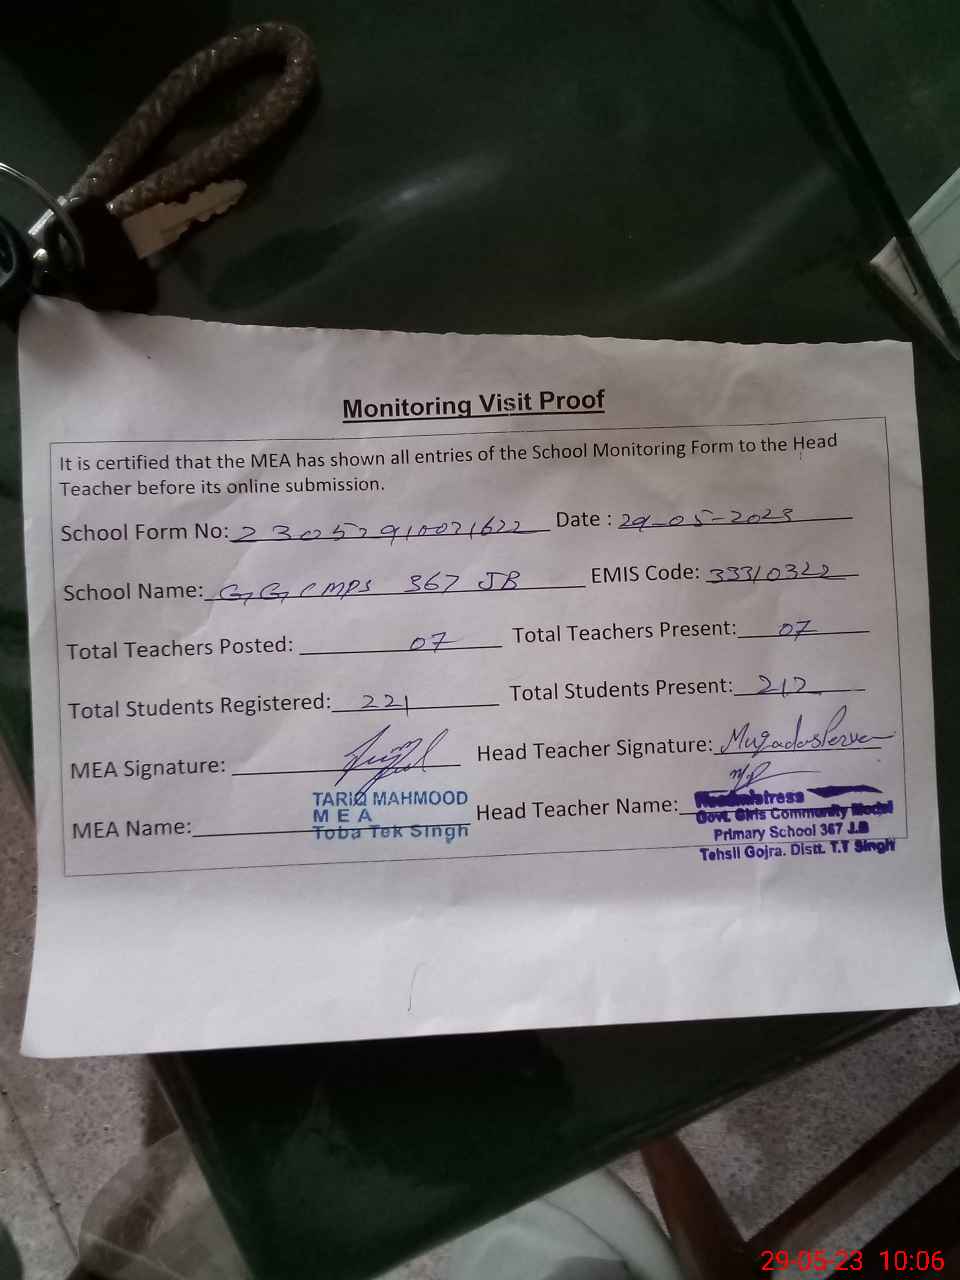 Monitoring Visit Proof
It is certified that the MEA has shown all entries of the School Monitoring Form to the Head
Teacher before its online submission.
School Form No: 230529100071622 Date : 29-05-2023
School Name: GGCMPS 367 JB EMIS Code: 33310322
Total Teachers Posted: 07 Total Teachers Present: 07
Total Students Registered: 221 Total Students Present: 212
MEA Signature: Head Teacher Signature: Muqadas Perveen
MEA Name: TARIQ MAHMOOD
M E A
Toba Tek Singh
Head Teacher Name: Headmistress
Govt. Girls Community Model
Primary School 367 J.B
Tehsil Gojra. Distt. T.T Singh
29-05-23 10:06